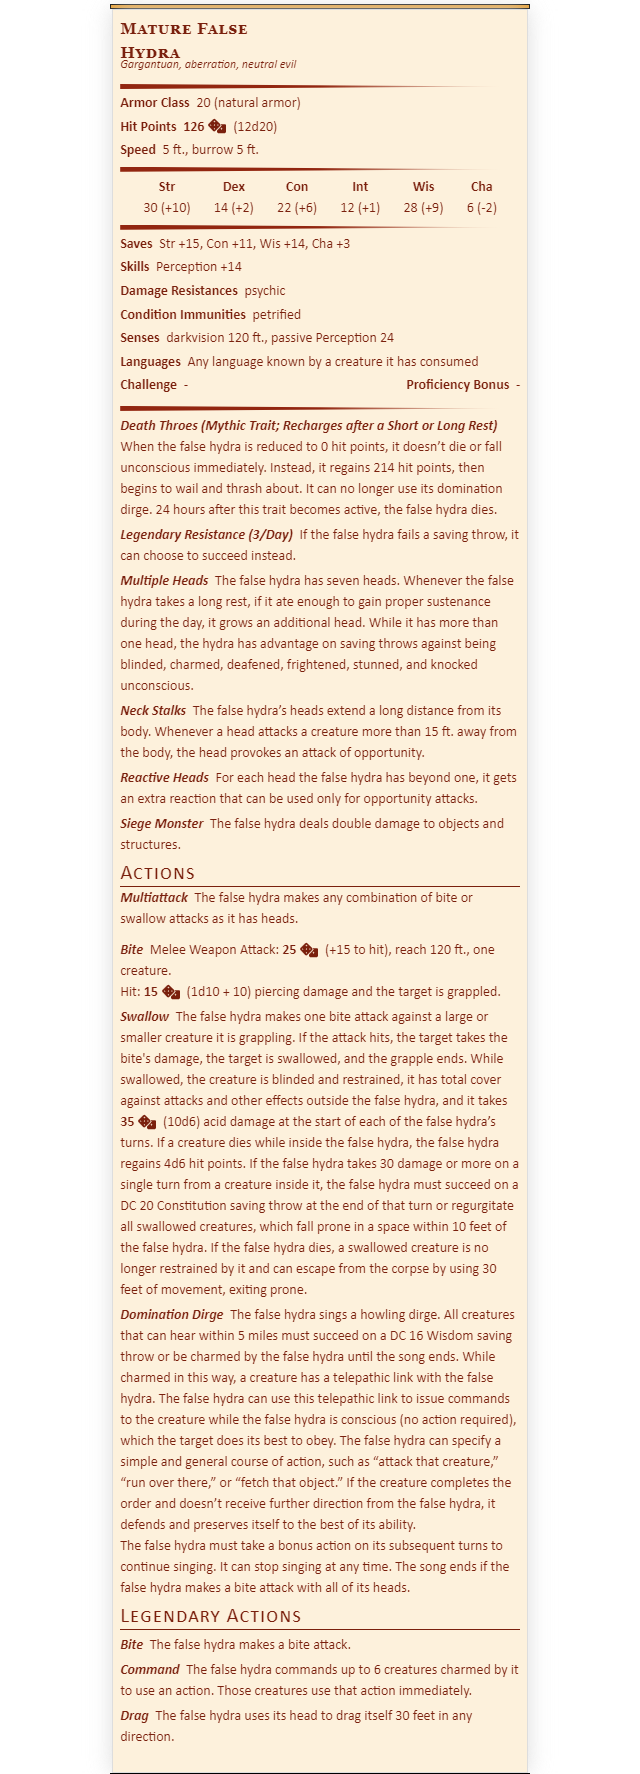 Mature False
Hydra
Gargantuan, aberration, neutral evil
Armor Class 20 (natural armor)
Hit Points 126 (12d20)
Speed 5 ft., burrow 5 ft.
Str Dex Con Int Wis Cha
30 (+10) 14 (+2) 22 (+6) 12 (+1) 28 (+9) 6 (-2)
Saves Str +15, Con +11, Wis +14, Cha +3
Skills Perception +14
Damage Resistances psychic
Condition Immunities petrified
Senses darkvision 120 ft., passive Perception 24
Languages Any language known by a creature it has consumed
Challenge - Proficiency Bonus -
Death Throes (Mythic Trait; Recharges after a Short or Long Rest)
When the false hydra is reduced to 0 hit points, it doesn’t die or fall
unconscious immediately. Instead, it regains 214 hit points, then
begins to wail and thrash about. It can no longer use its domination
dirge. 24 hours after this trait becomes active, the false hydra dies.
Legendary Resistance (3/Day) If the false hydra fails a saving throw, it
can choose to succeed instead.
Multiple Heads The false hydra has seven heads. Whenever the false
hydra takes a long rest, if it ate enough to gain proper sustenance
during the day, it grows an additional head. While it has more than
one head, the hydra has advantage on saving throws against being
blinded, charmed, deafened, frightened, stunned, and knocked
unconscious.
Neck Stalks The false hydra’s heads extend a long distance from its
body. Whenever a head attacks a creature more than 15 ft. away from
the body, the head provokes an attack of opportunity.
Reactive Heads For each head the false hydra has beyond one, it gets
an extra reaction that can be used only for opportunity attacks.
Siege Monster The false hydra deals double damage to objects and
structures.
Actions
Multiattack The false hydra makes any combination of bite or
swallow attacks as it has heads.
Bite Melee Weapon Attack: 25 (+15 to hit), reach 120 ft., one
creature.
Hit: 15 (1d10 + 10) piercing damage and the target is grappled.
Swallow The false hydra makes one bite attack against a large or
smaller creature it is grappling. If the attack hits, the target takes the
bite's damage, the target is swallowed, and the grapple ends. While
swallowed, the creature is blinded and restrained, it has total cover
against attacks and other effects outside the false hydra, and it takes
35 (10d6) acid damage at the start of each of the false hydra’s
turns. If a creature dies while inside the false hydra, the false hydra
regains 4d6 hit points. If the false hydra takes 30 damage or more on a
single turn from a creature inside it, the false hydra must succeed on a
DC 20 Constitution saving throw at the end of that turn or regurgitate
all swallowed creatures, which fall prone in a space within 10 feet of
the false hydra. If the false hydra dies, a swallowed creature is no
longer restrained by it and can escape from the corpse by using 30
feet of movement, exiting prone.
Domination Dirge The false hydra sings a howling dirge. All creatures
that can hear within 5 miles must succeed on a DC 16 Wisdom saving
throw or be charmed by the false hydra until the song ends. While
charmed in this way, a creature has a telepathic link with the false
hydra. The false hydra can use this telepathic link to issue commands
to the creature while the false hydra is conscious (no action required),
which the target does its best to obey. The false hydra can specify a
simple and general course of action, such as “attack that creature,”
“run over there,” or “fetch that object.” If the creature completes the
order and doesn’t receive further direction from the false hydra, it
defends and preserves itself to the best of its ability.
The false hydra must take a bonus action on its subsequent turns to
continue singing. It can stop singing at any time. The song ends if the
false hydra makes a bite attack with all of its heads.
Legendary Actions
Bite The false hydra makes a bite attack.
Command The false hydra commands up to 6 creatures charmed by it
to use an action. Those creatures use that action immediately.
Drag The false hydra uses its head to drag itself 30 feet in any
direction.